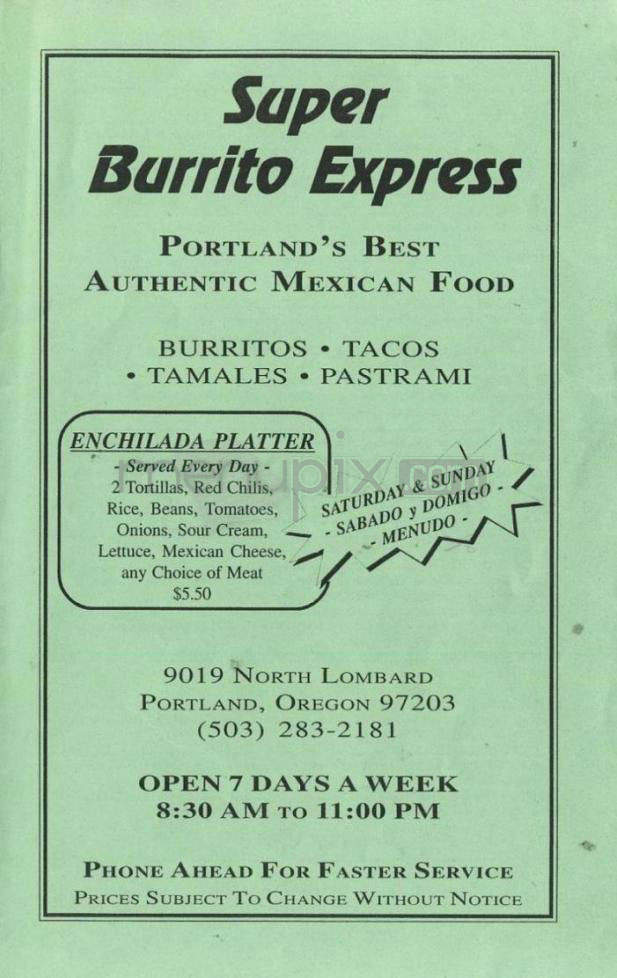 Super
Burrito Express
PORTLAND'S BEST
AUTHENTIC MEXICAN FOOD
BURRITOS • TACOS
• TAMALES • PASTRAMI
ENCHILADA PLATTER
- Served Every Day -
2 Tortillas, Red Chilis,
Rice, Beans, Tomatoes,
Onions, Sour Cream,
Lettuce, Mexican Cheese,
any Choice of Meat
$5.50
SATURDAY & SUNDAY
- SABADO y DOMIGO -
- MENUDO -
menupix.com
9019 NORTH LOMBARD
PORTLAND, OREGON 97203
(503) 283-2181
OPEN 7 DAYS A WEEK
8:30 AM TO 11:00 PM
PHONE AHEAD FOR FASTER SERVICE
PRICES SUBJECT TO CHANGE WITHOUT NOTICE